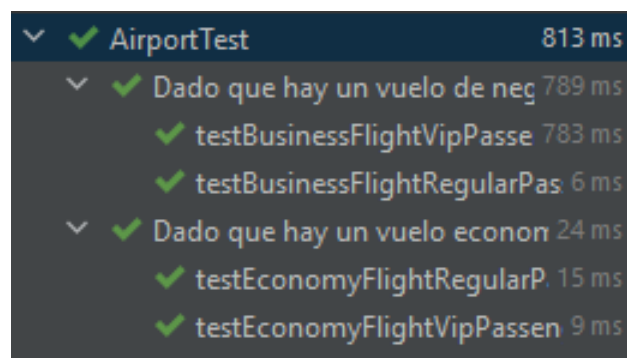 AirportTest 813 ms
Dado que hay un vuelo de neg 789 ms
testBusinessFlightVipPasse 783 ms
testBusinessFlightRegularPas 6 ms
Dado que hay un vuelo econon 24 ms
testEconomyFlightRegularP 15 ms
testEconomyFlightVipPassen 9 ms